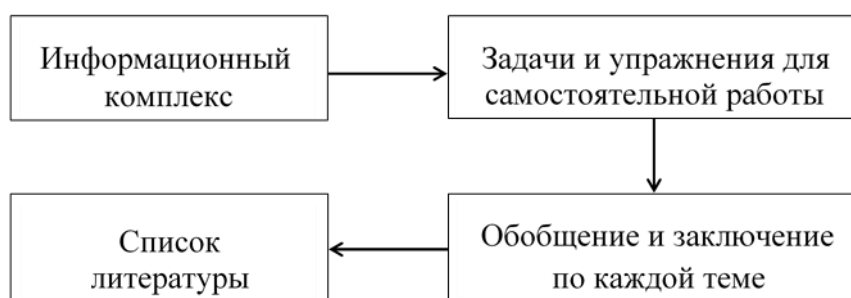 Информационный
комплекс
Задачи и упражнения для
самостоятельной работы
Обобщение и заключение
по каждой теме
Список
литературы